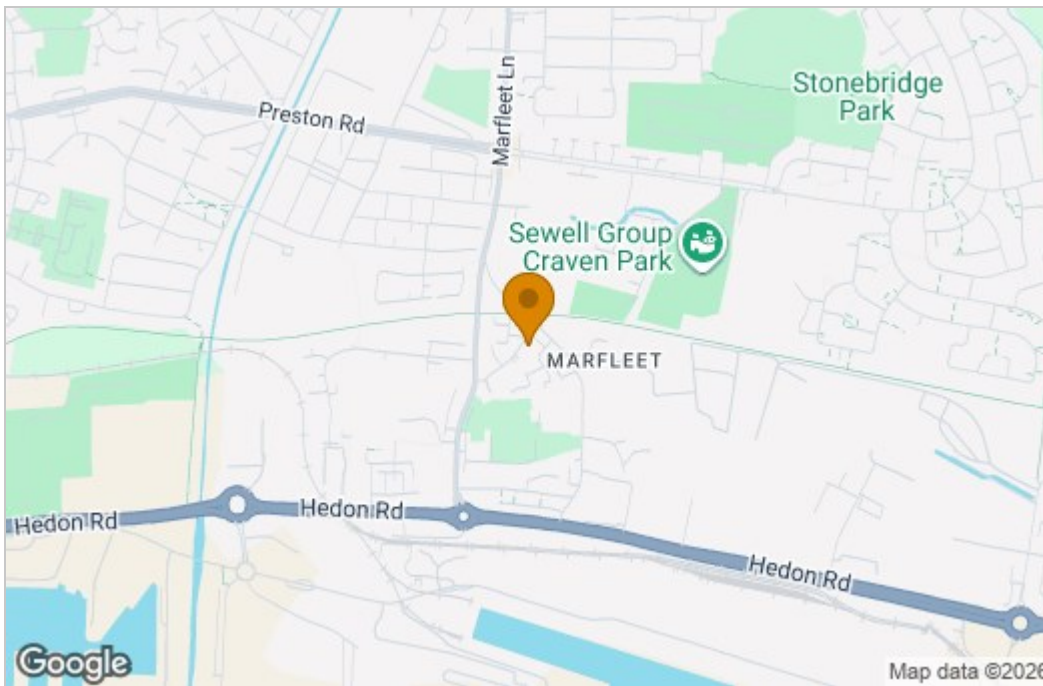 Stonebridge
Park
Preston Rd
Marfleet Ln
Sewell Group
Craven Park
MARFLEET
Hedon Rd
Hedon Rd
Hedon Rd
Google
Map data ©2026